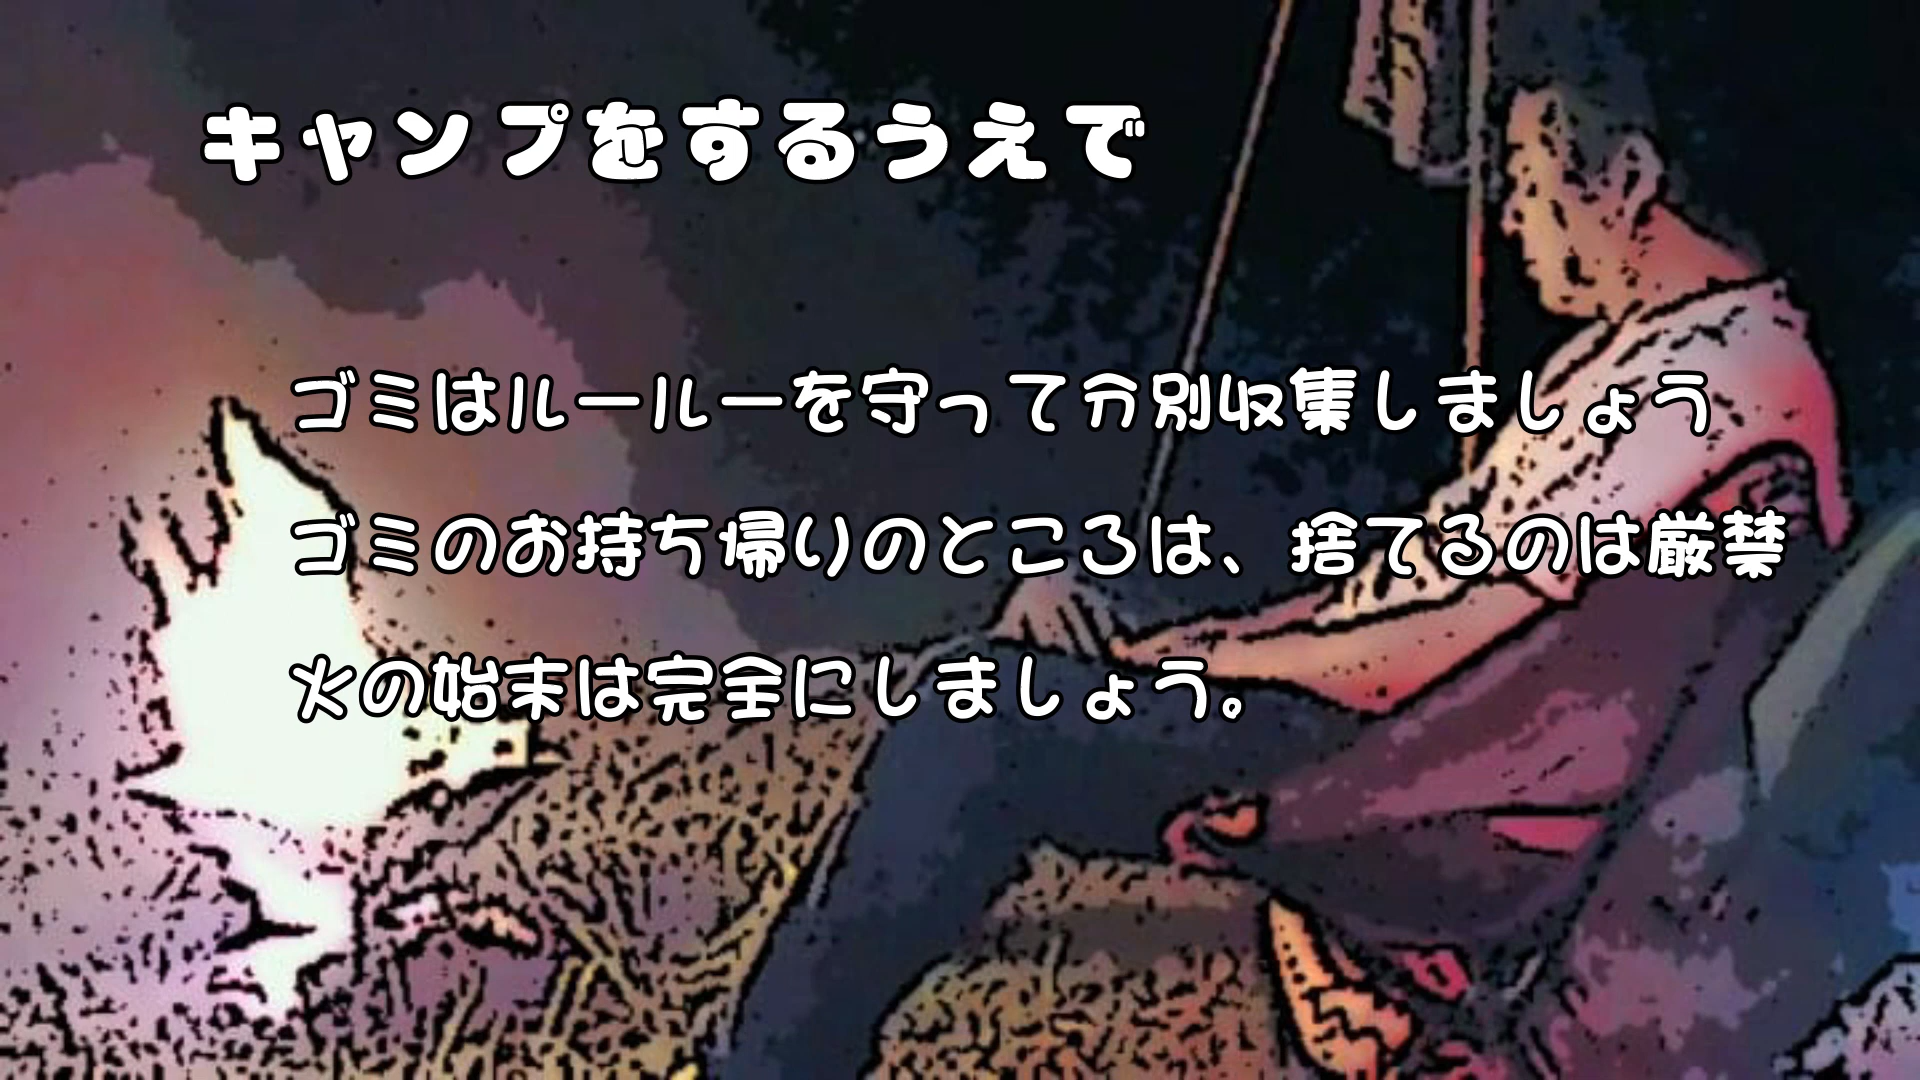 キャンプをするうえで
ゴミはルールーを守って分別収集しましょう
ゴミのお持ち帰りのところは、捨てるのは厳禁
火の始末は完全にしましょう。